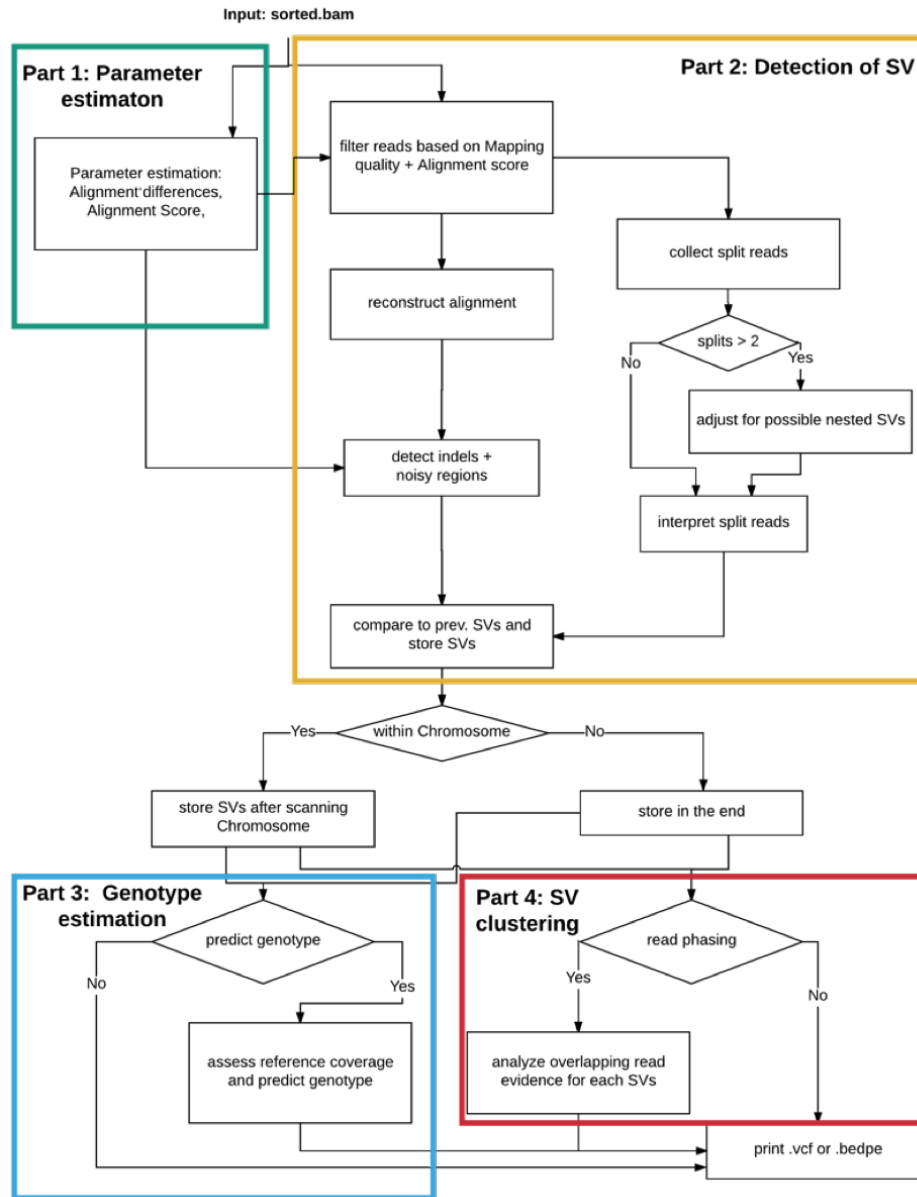 Input: sorted.bam
Part 1: Parameter
estimaton
Part 2: Detection of SV
Parameter estimation:
Alignment differences,
Alignment Score,
filter reads based on Mapping
quality + Alignment score
collect split reads
reconstruct alignment
splits > 2
No
Yes
adjust for possible nested SVs
detect indels +
noisy regions
interpret split reads
compare to prev. SVs and
store SVs
within Chromosome
Yes
No
store SVs after scanning
Chromosome
store in the end
Part 3: Genotype
estimation
predict genotype
No
Yes
assess reference coverage
and predict genotype
Part 4: SV
clustering
read phasing
Yes
No
analyze overlapping read
evidence for each SVs
print .vcf or .bedpe